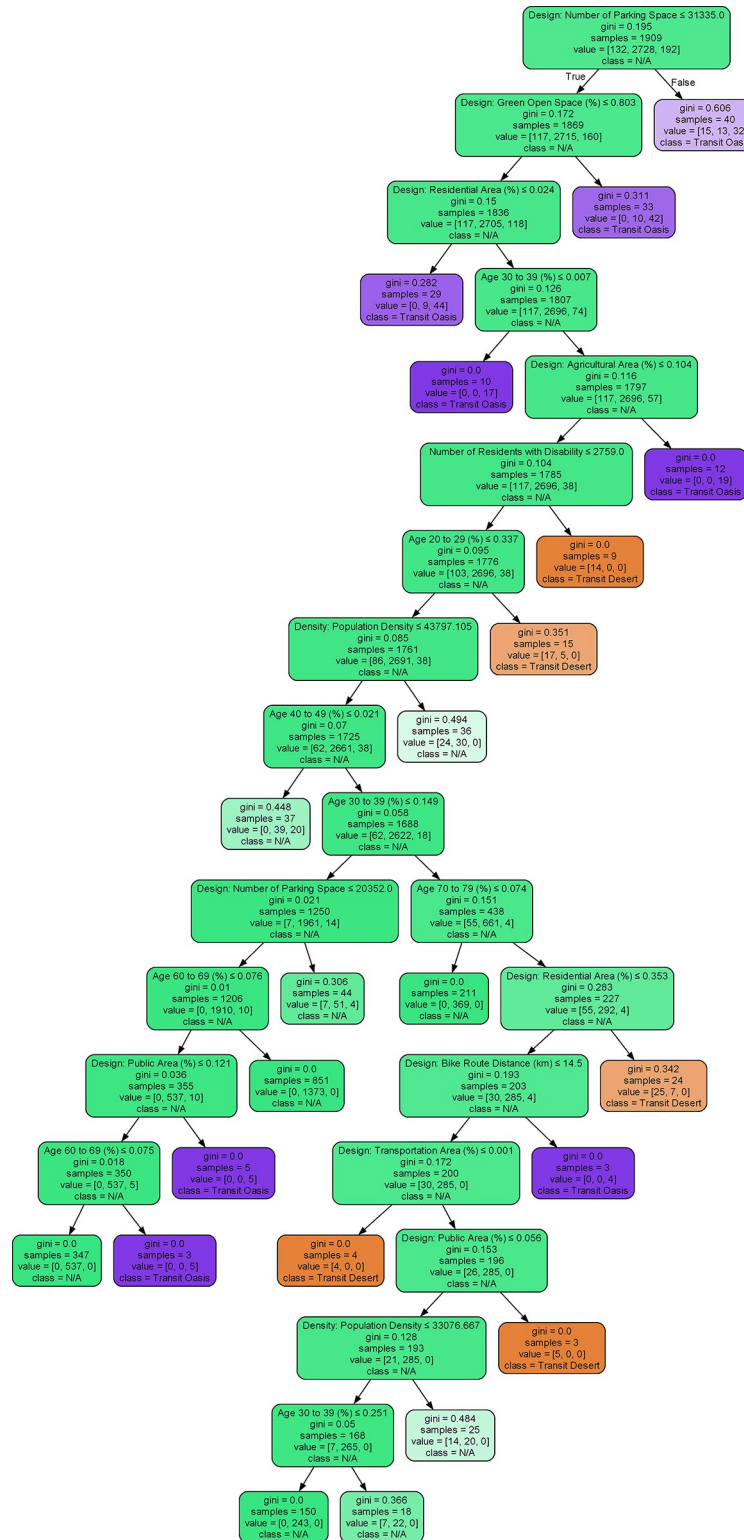 Design: Number of Parking Space ≤ 31335.0
gini = 0.195
samples = 1909
value = [132, 2728, 192]
class = N/A
True
False
Design: Green Open Space (%) ≤ 0.803
gini = 0.172
samples = 1869
value = [117, 2715, 160]
class = N/A
gini = 0.606
samples = 40
value = [15, 13, 32
class = Transit Oasi
Design: Residential Area (%) ≤ 0.024
gini = 0.15
samples = 1836
value = [117, 2705, 118]
class = N/A
gini = 0.311
samples = 33
value = [0, 10, 42]
class = Transit Oasis
gini = 0.282
samples = 29
value = [0, 9, 44]
class = Transit Oasis
Age 30 to 39 (%) ≤ 0.007
gini = 0.126
samples = 1807
value = [117, 2696, 74]
class = N/A
gini = 0.0
samples = 10
value = [0, 0, 17]
class = Transit Oasis
Design: Agricultural Area (%) ≤ 0.104
gini = 0.116
samples = 1797
value = [117, 2696, 57]
class = N/A
Number of Residents with Disability ≤ 2759.0
gini = 0.104
samples = 1785
value = [117, 2696, 38]
class = N/A
gini = 0.0
samples = 12
value = [0, 0, 19]
class = Transit Oasis
Age 20 to 29 (%) ≤ 0.337
gini = 0.095
samples = 1776
value = [103, 2696, 38]
class = N/A
gini = 0.0
samples = 9
value = [14, 0, 0]
class = Transit Desert
Density: Population Density ≤ 43797.105
gini = 0.085
samples = 1761
value = [86, 2691, 38]
class = N/A
gini = 0.351
samples = 15
value = [17, 5, 0]
class = Transit Desert
Age 40 to 49 (%) ≤ 0.021
gini = 0.07
samples = 1725
value = [62, 2661, 38]
class = N/A
gini = 0.494
samples = 36
value = [24, 30, 0]
class = N/A
gini = 0.448
samples = 37
value = [0, 39, 20]
class = N/A
Age 30 to 39 (%) ≤ 0.149
gini = 0.058
samples = 1688
value = [62, 2622, 18]
class = N/A
Design: Number of Parking Space ≤ 20352.0
gini = 0.021
samples = 1250
value = [7, 1961, 14]
class = N/A
Age 70 to 79 (%) ≤ 0.074
gini = 0.151
samples = 438
value = [55, 661, 4]
class = N/A
Age 60 to 69 (%) ≤ 0.076
gini = 0.01
samples = 1206
value = [0, 1910, 10]
class = N/A
gini = 0.306
samples = 44
value = [7, 51, 4]
class = N/A
gini = 0.0
samples = 211
value = [0, 369, 0]
class = N/A
Design: Residential Area (%) ≤ 0.353
gini = 0.283
samples = 227
value = [55, 292, 4]
class = N/A
Design: Public Area (%) ≤ 0.121
gini = 0.036
samples = 355
value = [0, 537, 10]
class = N/A
gini = 0.0
samples = 851
value = [0, 1373, 0]
class = N/A
Design: Bike Route Distance (km) ≤ 14.5
gini = 0.193
samples = 203
value = [30, 285, 4]
class = N/A
gini = 0.342
samples = 24
value = [25, 7, 0]
class = Transit Desert
Age 60 to 69 (%) ≤ 0.075
gini = 0.018
samples = 350
value = [0, 537, 5]
class = N/A
gini = 0.0
samples = 5
value = [0, 0, 5]
class = Transit Oasis
Design: Transportation Area (%) ≤ 0.001
gini = 0.172
samples = 200
value = [30, 285, 0]
class = N/A
gini = 0.0
samples = 3
value = [0, 0, 4]
class = Transit Oasis
gini = 0.0
samples = 347
value = [0, 537, 0]
class = N/A
gini = 0.0
samples = 3
value = [0, 0, 5]
class = Transit Oasis
gini = 0.0
samples = 4
value = [4, 0, 0]
class = Transit Desert
Design: Public Area (%) ≤ 0.056
gini = 0.153
samples = 196
value = [26, 285, 0]
class = N/A
Density: Population Density ≤ 33076.667
gini = 0.128
samples = 193
value = [21, 285, 0]
class = N/A
gini = 0.0
samples = 3
value = [5, 0, 0]
class = Transit Desert
Age 30 to 39 (%) ≤ 0.251
gini = 0.05
samples = 168
value = [7, 265, 0]
class = N/A
gini = 0.484
samples = 25
value = [14, 20, 0]
class = N/A
gini = 0.0
samples = 150
value = [0, 243, 0]
class = N/A
gini = 0.366
samples = 18
value = [7, 22, 0]
class = N/A